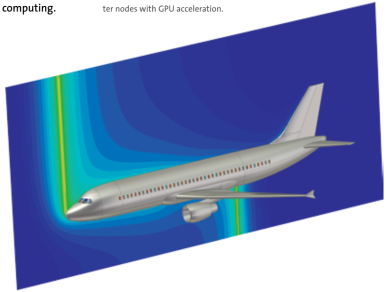 computing.
ter nodes with GPU acceleration.